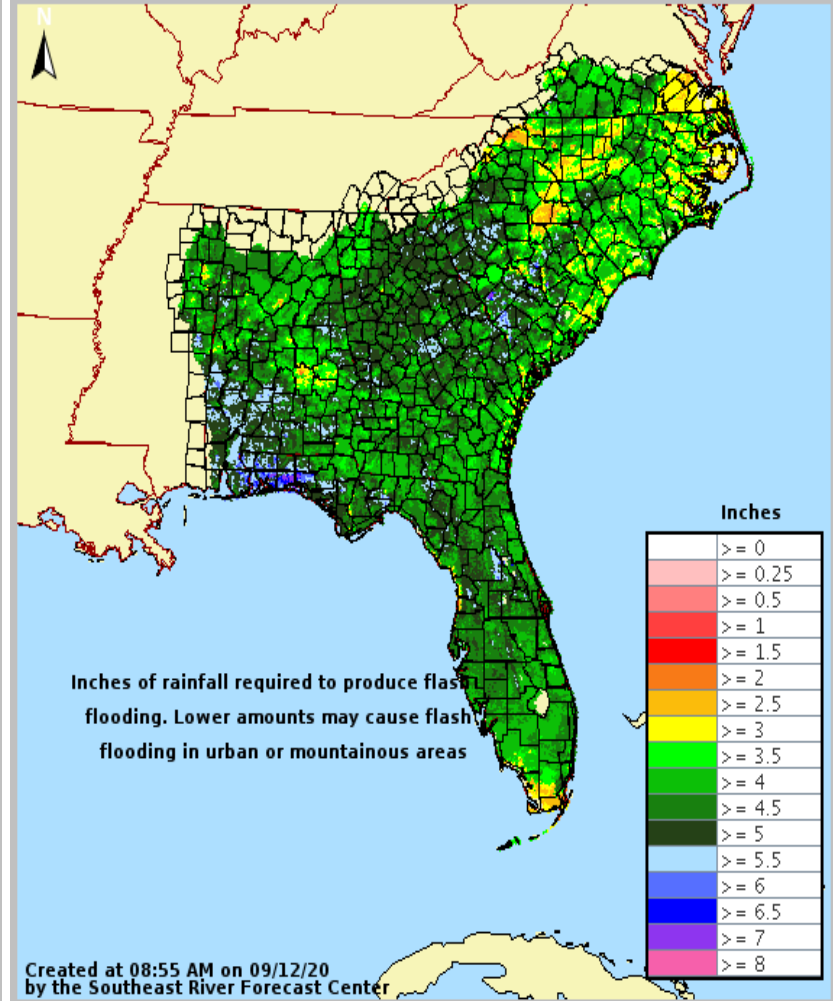 N
Inches
>= 0
>= 0.25
>= 0.5
>= 1
>= 1.5
>= 2
>= 2.5
>= 3
>= 3.5
>= 4
>= 4.5
>= 5
>= 5.5
>= 6
>= 6.5
>= 7
>= 8
Inches of rainfall required to produce flash
flooding. Lower amounts may cause flash
flooding in urban or mountainous areas
Created at 08:55 AM on 09/12/20
by the Southeast River Forecast Center